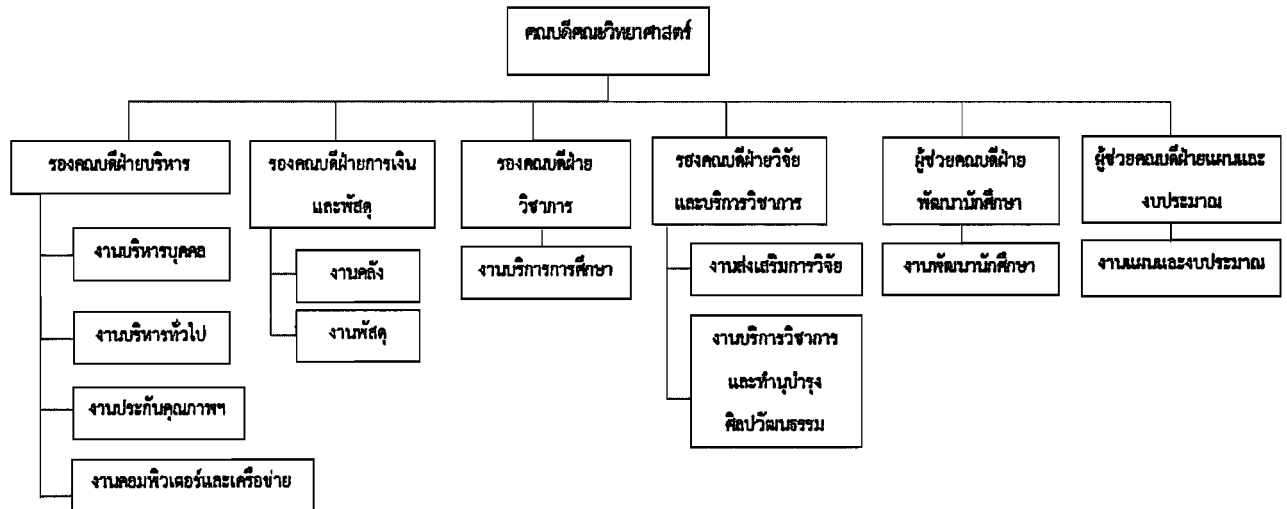 คณบดีคณะวิทยาศาสตร์
รองคณบดีฝ่ายบริหาร
งานบริหารบุคคล
งานบริหารทั่วไป
งานประกันคุณภาพฯ
งานคอมพิวเตอร์และเครือข่าย
รองคณบดีฝ่ายการเงิน
และพัสดุ
งานคลัง
งานพัสดุ
รองคณบดีฝ่าย
วิชาการ
งานบริการการศึกษา
รองคณบดีฝ่ายวิจัย
และบริการวิชาการ
งานส่งเสริมการวิจัย
งานบริการวิชาการ
และทำนุบำรุง
ศิลปวัฒนธรรม
ผู้ช่วยคณบดีฝ่าย
พัฒนานักศึกษา
งานพัฒนานักศึกษา
ผู้ช่วยคณบดีฝ่ายแผนและ
งบประมาณ
งานแผนและงบประมาณ